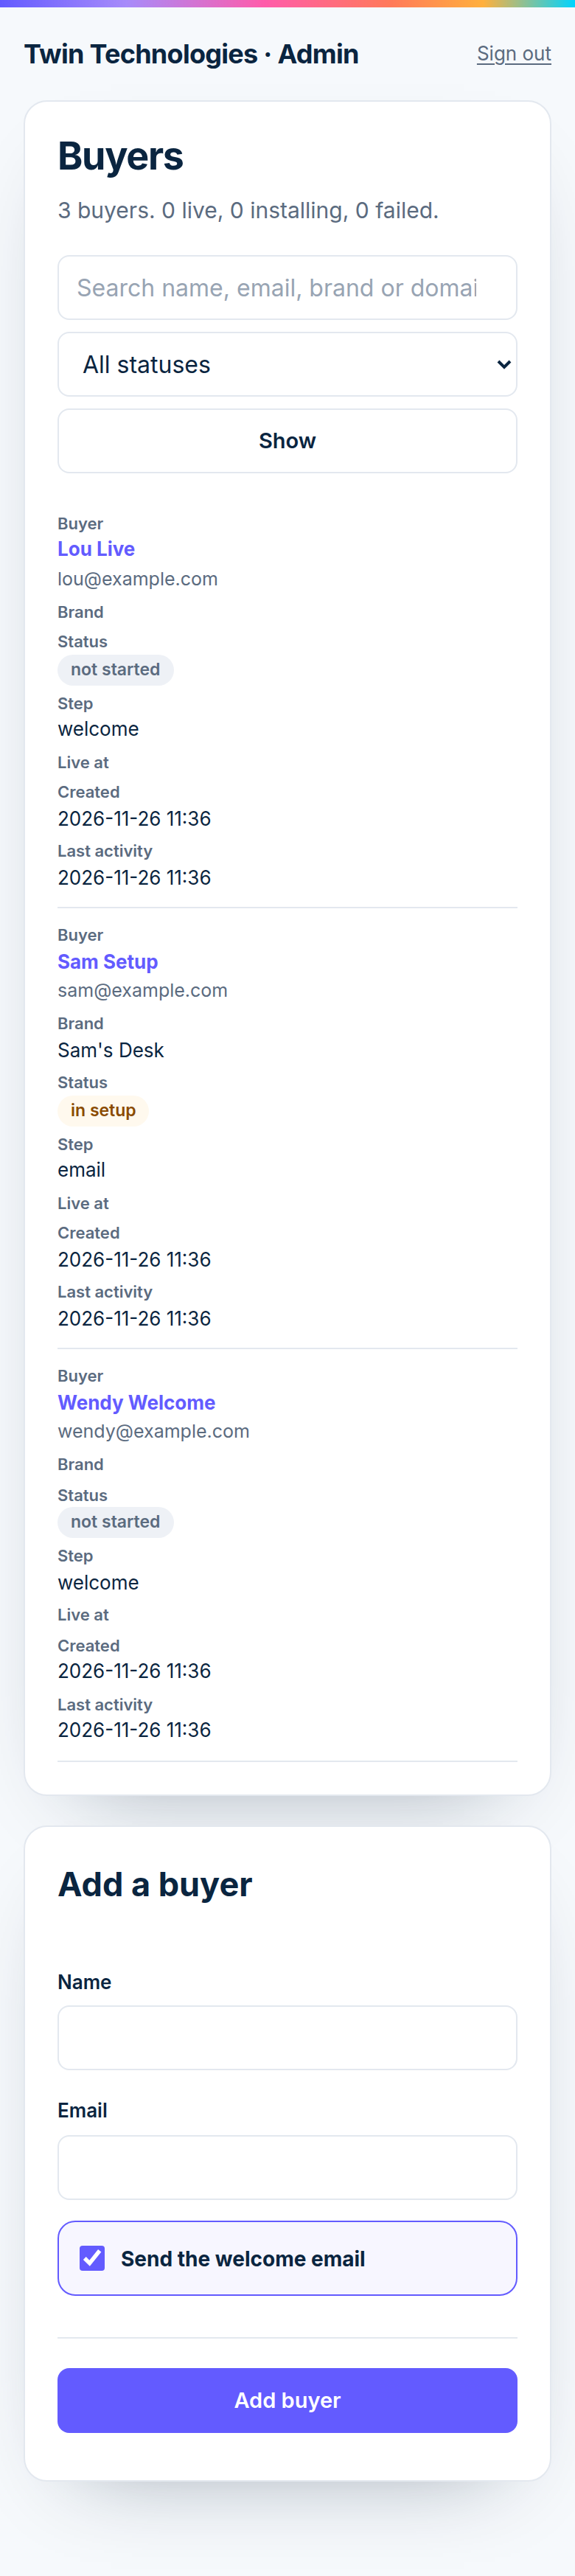 Twin Technologies · Admin
Sign out
Buyers
3 buyers. 0 live, 0 installing, 0 failed.
Search name, email, brand or domai
All statuses
Show
Buyer
Lou Live
lou@example.com
Brand
Status
not started
Step
welcome
Live at
Created
2026-11-26 11:36
Last activity
2026-11-26 11:36
Buyer
Sam Setup
sam@example.com
Brand
Sam's Desk
Status
in setup
Step
email
Live at
Created
2026-11-26 11:36
Last activity
2026-11-26 11:36
Buyer
Wendy Welcome
wendy@example.com
Brand
Status
not started
Step
welcome
Live at
Created
2026-11-26 11:36
Last activity
2026-11-26 11:36
Add a buyer
Name
Email
Send the welcome email
Add buyer